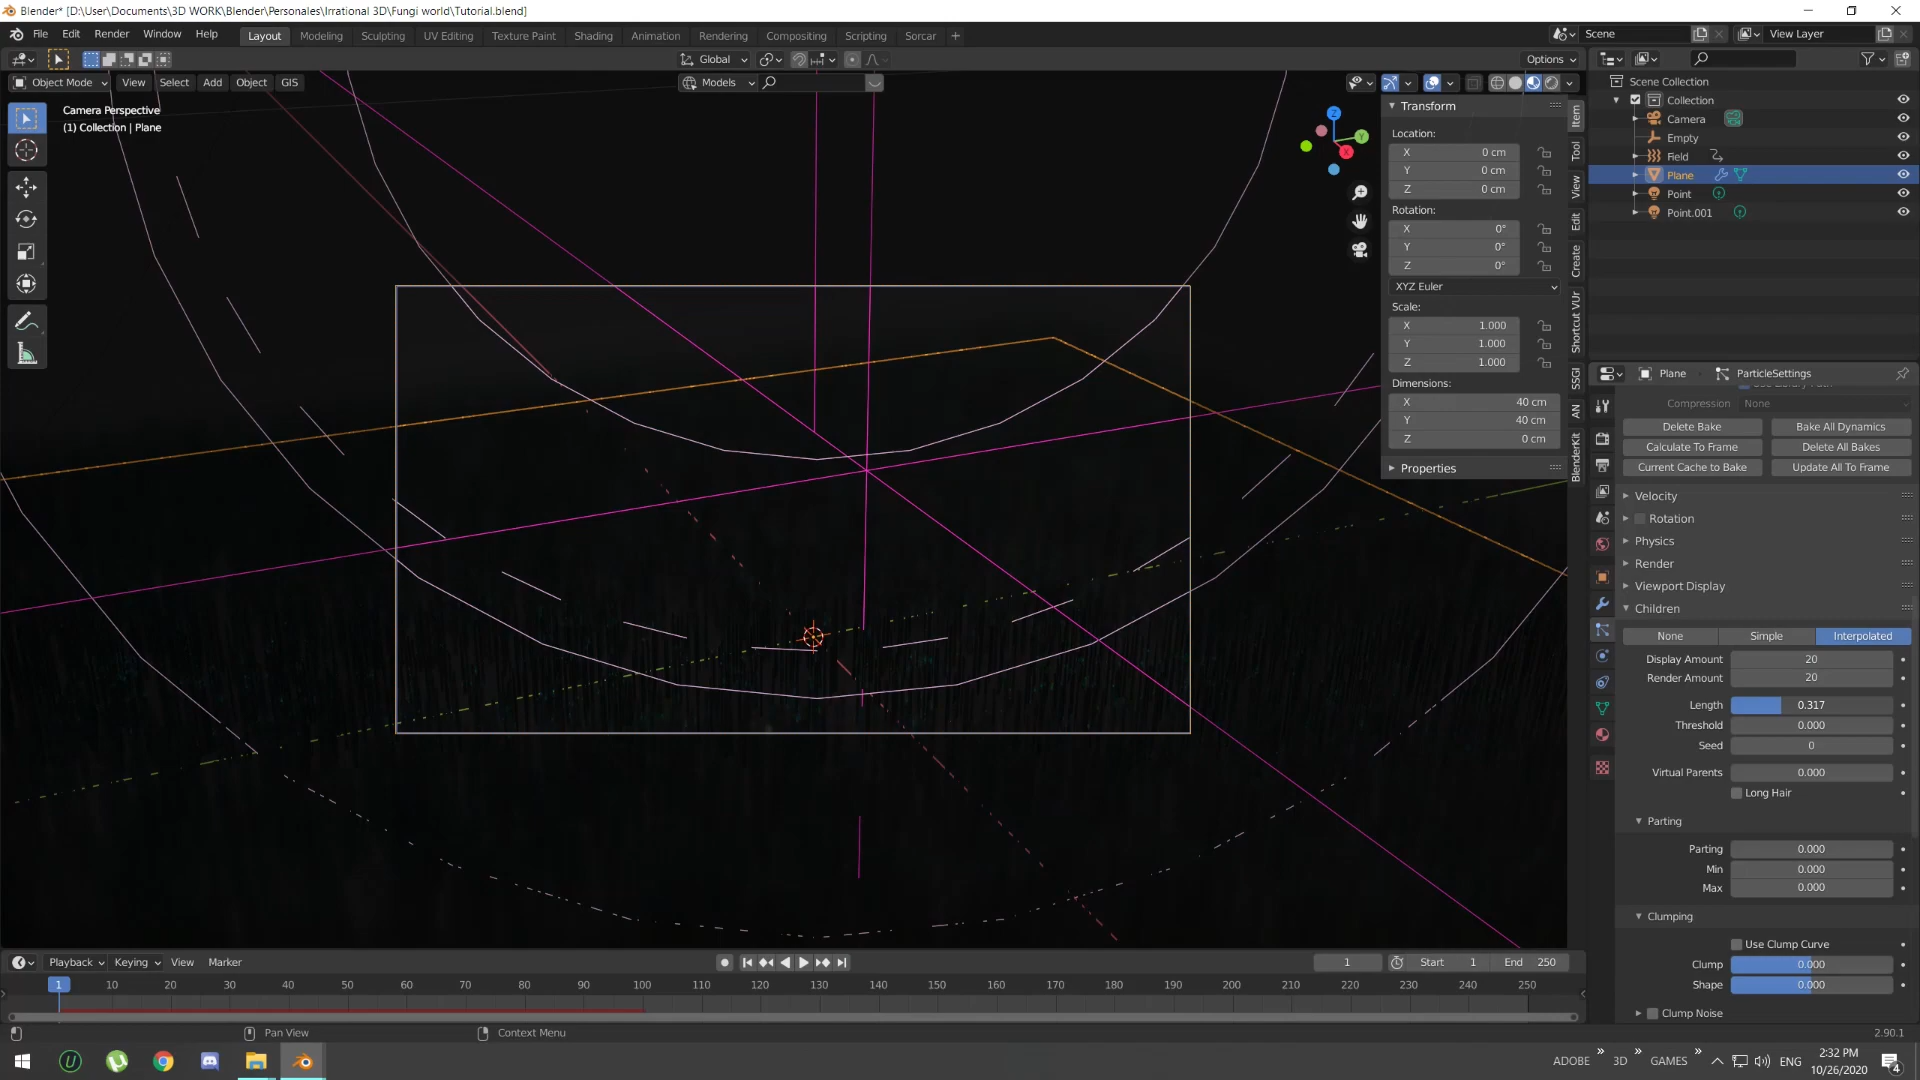 Blender* [D:\User\Documents\3D WORK\Blender\Personales\Irrational 3D\Fungi world\Tutorial.blend]
File Edit Render Window Help Layout Modeling Sculpting UV Editing Texture Paint Shading Animation Rendering Compositing Scripting Sorcar + Scene View Layer
Global Options
Object Mode View Select Add Object GIS Models
Camera Perspective
(1) Collection | Plane
Transform
Location:
X 0 cm
Y 0 cm
Z 0 cm
Rotation:
X 0°
Y 0°
Z 0°
XYZ Euler
Scale:
X 1.000
Y 1.000
Z 1.000
Dimensions:
X 40 cm
Y 40 cm
Z 0 cm
Properties
Item
Tool
View
Edit
Create
Shortcut VUr
SSGI
AN
BlenderKit
Z
Y
X
Scene Collection
Collection
Camera
Empty
Field
Plane
Point
Point.001
Plane ParticleSettings
Compression None
Delete Bake Bake All Dynamics
Calculate To Frame Delete All Bakes
Current Cache to Bake Update All To Frame
Velocity
Rotation
Physics
Render
Viewport Display
Children
None Simple Interpolated
Display Amount 20
Render Amount 20
Length 0.317
Threshold 0.000
Seed 0
Virtual Parents 0.000
Long Hair
Parting
Parting 0.000
Min 0.000
Max 0.000
Clumping
Use Clump Curve
Clump 0.000
Shape 0.000
Clump Noise
Playback Keying View Marker 1 Start 1 End 250
1 10 20 30 40 50 60 70 80 90 100 110 120 130 140 150 160 170 180 190 200 210 220 230 240 250
Pan View Context Menu 2.90.1
ADOBE » 3D » GAMES » ENG 2:32 PM
10/26/2020
4